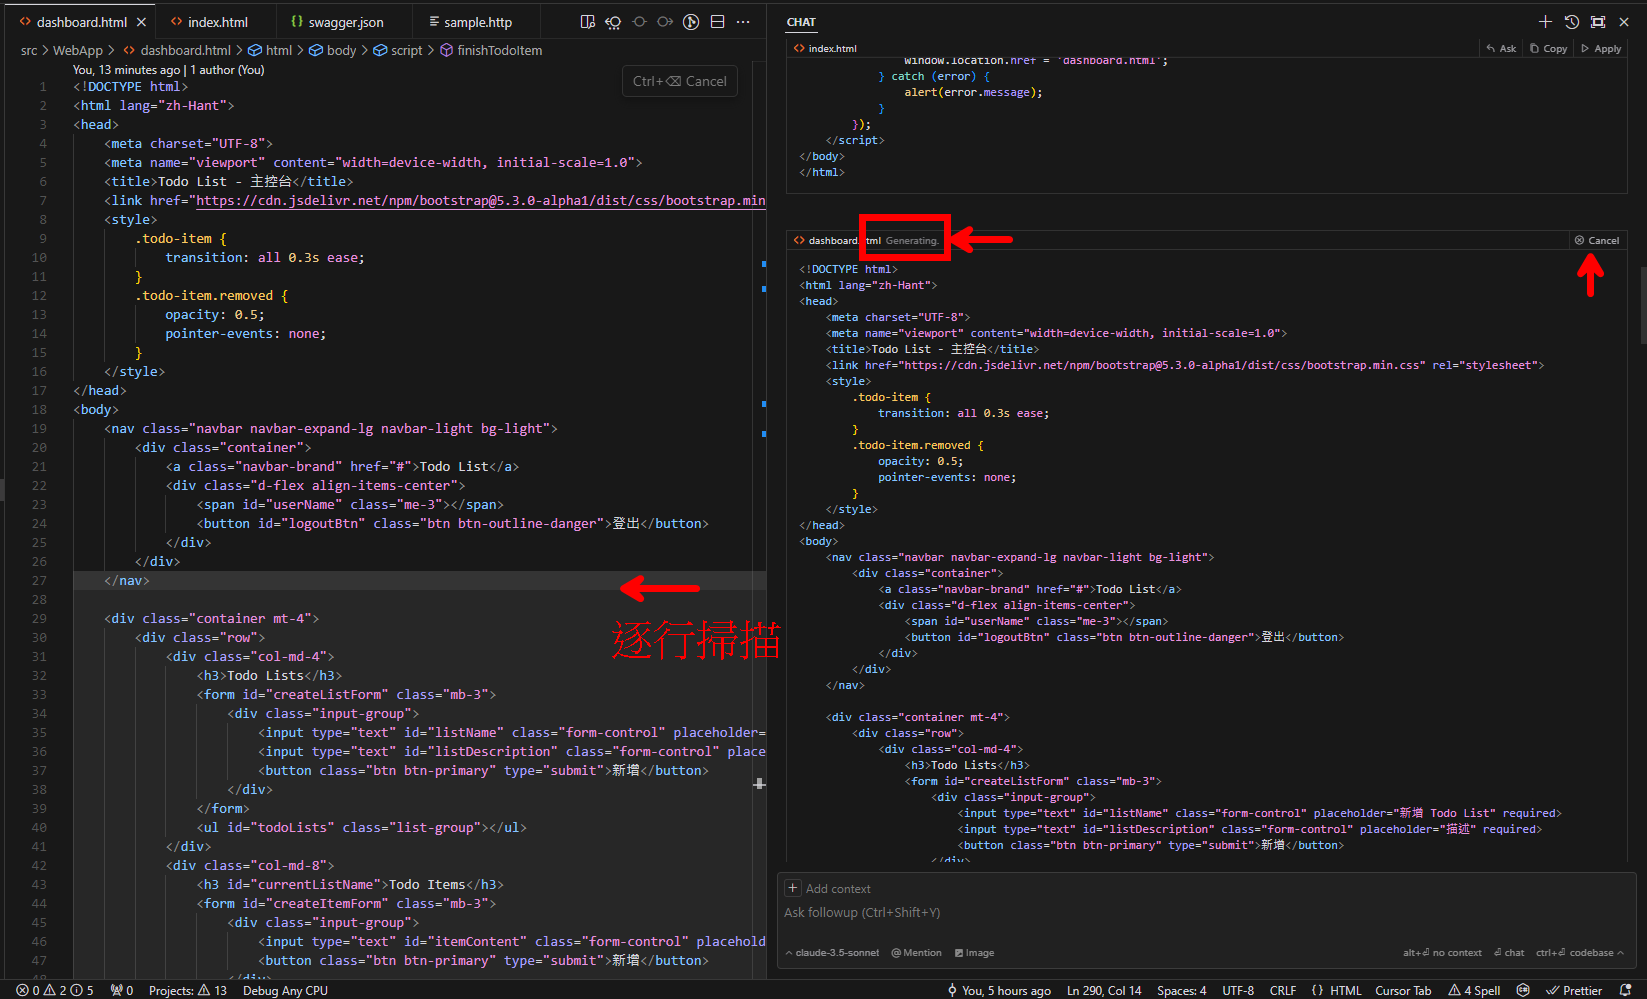 dashboard.html
index.html
swagger.json
sample.http
src > WebApp > dashboard.html > html > body > script > finishTodoItem
You, 13 minutes ago | 1 author (You)
Ctrl+⌫ Cancel
1 <!DOCTYPE html>
2 <html lang="zh-Hant">
3 <head>
4 <meta charset="UTF-8">
5 <meta name="viewport" content="width=device-width, initial-scale=1.0">
6 <title>Todo List - 主控台</title>
7 <link href="https://cdn.jsdelivr.net/npm/bootstrap@5.3.0-alpha1/dist/css/bootstrap.min
8 <style>
9 .todo-item {
10 transition: all 0.3s ease;
11 }
12 .todo-item.removed {
13 opacity: 0.5;
14 pointer-events: none;
15 }
16 </style>
17 </head>
18 <body>
19 <nav class="navbar navbar-expand-lg navbar-light bg-light">
20 <div class="container">
21 <a class="navbar-brand" href="#">Todo List</a>
22 <div class="d-flex align-items-center">
23 <span id="userName" class="me-3"></span>
24 <button id="logoutBtn" class="btn btn-outline-danger">登出</button>
25 </div>
26 </div>
27 </nav>
28
29 <div class="container mt-4">
30 <div class="row">
31 <div class="col-md-4">
32 <h3>Todo Lists</h3>
33 <form id="createListForm" class="mb-3">
34 <div class="input-group">
35 <input type="text" id="listName" class="form-control" placeholder=
36 <input type="text" id="listDescription" class="form-control" place
37 <button class="btn btn-primary" type="submit">新增</button>
38 </div>
39 </form>
40 <ul id="todoLists" class="list-group"></ul>
41 </div>
42 <div class="col-md-8">
43 <h3 id="currentListName">Todo Items</h3>
44 <form id="createItemForm" class="mb-3">
45 <div class="input-group">
46 <input type="text" id="itemContent" class="form-control" placehold
47 <button class="btn btn-primary" type="submit">新增</button>
48 </div>
逐行掃描
CHAT
index.html
Ask Copy Apply
window.location.href = 'dashboard.html';
} catch (error) {
alert(error.message);
}
});
</script>
</body>
</html>
dashboard.html Generating.
Cancel
<!DOCTYPE html>
<html lang="zh-Hant">
<head>
<meta charset="UTF-8">
<meta name="viewport" content="width=device-width, initial-scale=1.0">
<title>Todo List - 主控台</title>
<link href="https://cdn.jsdelivr.net/npm/bootstrap@5.3.0-alpha1/dist/css/bootstrap.min.css" rel="stylesheet">
<style>
.todo-item {
transition: all 0.3s ease;
}
.todo-item.removed {
opacity: 0.5;
pointer-events: none;
}
</style>
</head>
<body>
<nav class="navbar navbar-expand-lg navbar-light bg-light">
<div class="container">
<a class="navbar-brand" href="#">Todo List</a>
<div class="d-flex align-items-center">
<span id="userName" class="me-3"></span>
<button id="logoutBtn" class="btn btn-outline-danger">登出</button>
</div>
</div>
</nav>
<div class="container mt-4">
<div class="row">
<div class="col-md-4">
<h3>Todo Lists</h3>
<form id="createListForm" class="mb-3">
<div class="input-group">
<input type="text" id="listName" class="form-control" placeholder="新增 Todo List" required>
<input type="text" id="listDescription" class="form-control" placeholder="描述" required>
<button class="btn btn-primary" type="submit">新增</button>
</div>
Add context
Ask followup (Ctrl+Shift+Y)
claude-3.5-sonnet @ Mention Image
alt+⏎ no context ⏎ chat ctrl+⏎ codebase
0 2 5 0 Projects: 13 Debug Any CPU
You, 5 hours ago Ln 290, Col 14 Spaces: 4 UTF-8 CRLF { } HTML Cursor Tab 4 Spell Prettier